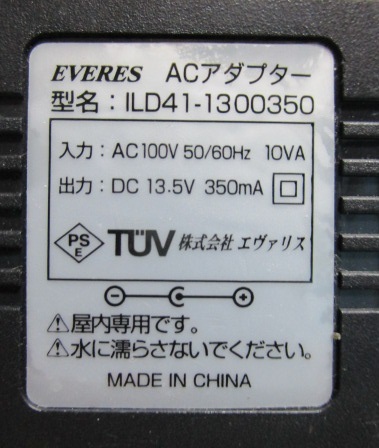 EVERES ACアダプター
型名：ILD41-1300350
入力：AC100V 50/60Hz 10VA
出力：DC 13.5V 350mA
PS E TÜV 株式会社 エヴァリス
⚠屋内専用です。
⚠水に濡らさないでください。
MADE IN CHINA